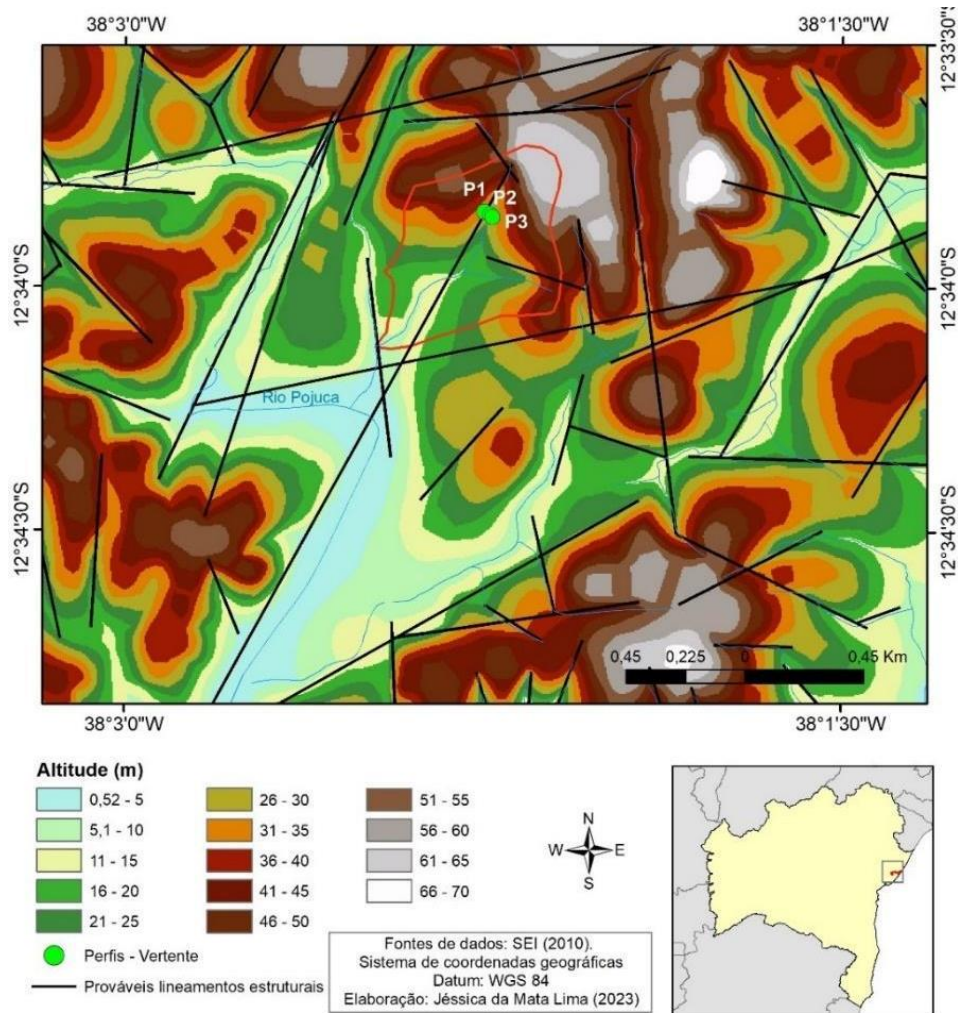 38°3'0"W
38°1'30"W
12°33'30"S
P1
P2
P3
12°34'0"S
12°34'0"S
Rio Pojuca
12°34'30"S
12°34'30"S
0,45
0,225
0
0,45 Km
38°3'0"W
38°1'30"W
Altitude (m)
0,52 - 5
5,1 - 10
11 - 15
16 - 20
21 - 25
26 - 30
31 - 35
36 - 40
41 - 45
46 - 50
51 - 55
56 - 60
61 - 65
66 - 70
Perfis - Vertente
Prováveis lineamentos estruturais
N
W
E
S
Fontes de dados: SEI (2010).
Sistema de coordenadas geográficas
Datum: WGS 84
Elaboração: Jéssica da Mata Lima (2023)